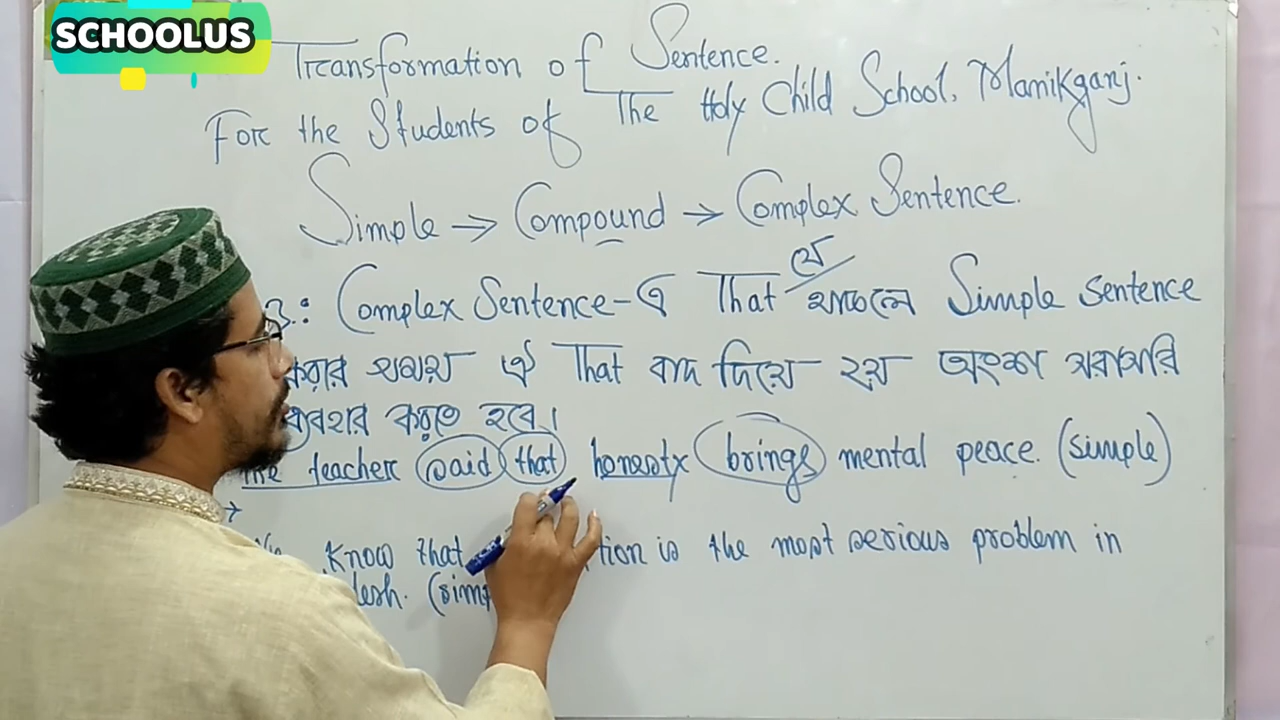 SCHOOLUS
Transformation of Sentence.
For the Students of The Holy Child School, Manikganj.
Simple → Compound → Complex Sentence.
যে
3: Complex Sentence-এ That থাকলে Simple sentence
করার সময় ঐ That বাদ দিয়ে ২য় অংশ সরাসরি
ব্যবহার করতে হবে।
The teacher said that honesty brings mental peace. (simple)
→
know that is the most serious problem in